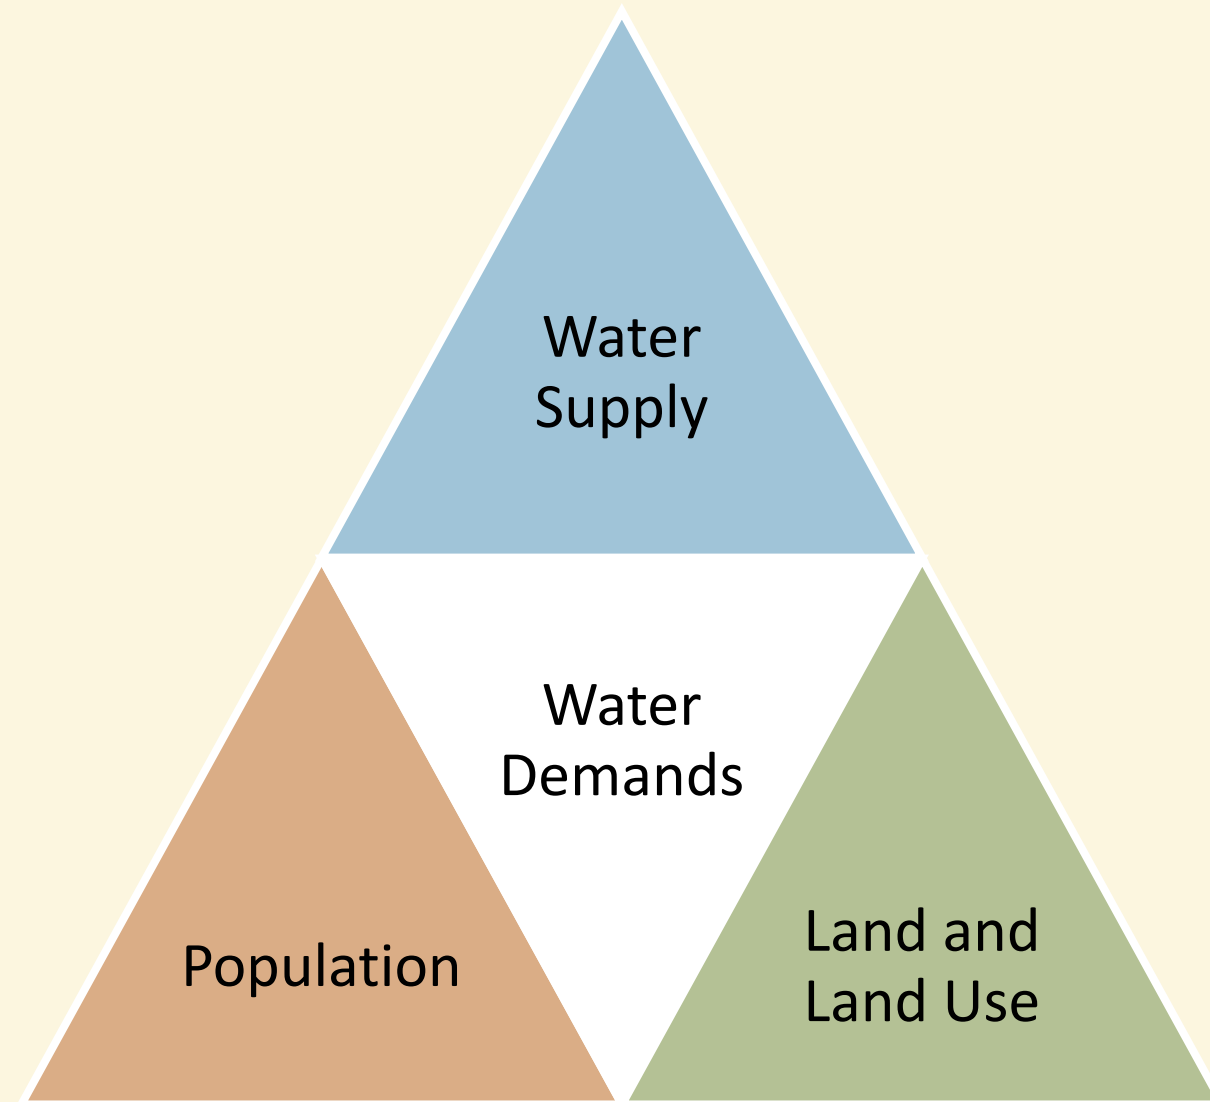 Water
Supply
Water
Demands
Population
Land and
Land Use